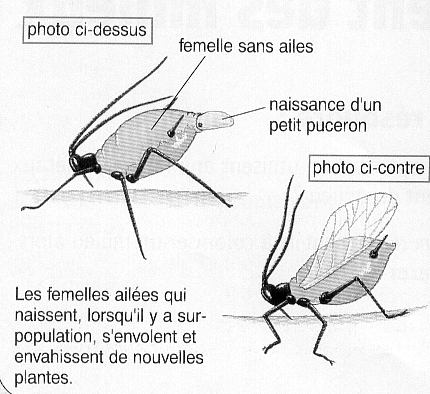 photo ci-dessus
femelle sans ailes
naissance d'un
petit puceron
photo ci-contre
Les femelles ailées qui
naissent, lorsqu'il y a sur-
population, s'envolent et
envahissent de nouvelles
plantes.